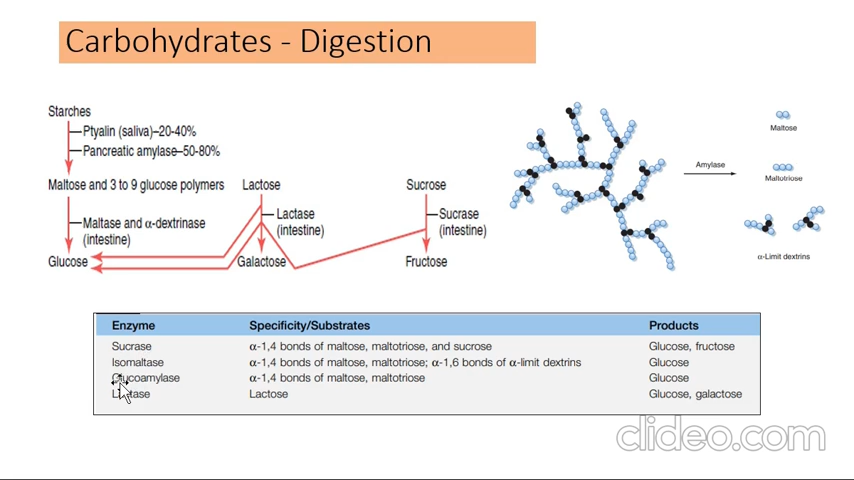 Carbohydrates - Digestion
Starches
Ptyalin (saliva)–20-40%
Pancreatic amylase–50-80%
Maltose and 3 to 9 glucose polymers
Lactose
Sucrose
Maltase and α-dextrinase
(intestine)
Lactase
(intestine)
Sucrase
(intestine)
Glucose
Galactose
Fructose
Amylase
Maltose
Maltotriose
α-Limit dextrins
Enzyme Specificity/Substrates Products
Sucrase α-1,4 bonds of maltose, maltotriose, and sucrose Glucose, fructose
Isomaltase α-1,4 bonds of maltose, maltotriose; α-1,6 bonds of α-limit dextrins Glucose
Glucoamylase α-1,4 bonds of maltose, maltotriose Glucose
Lactase Lactose Glucose, galactose
clideo.com